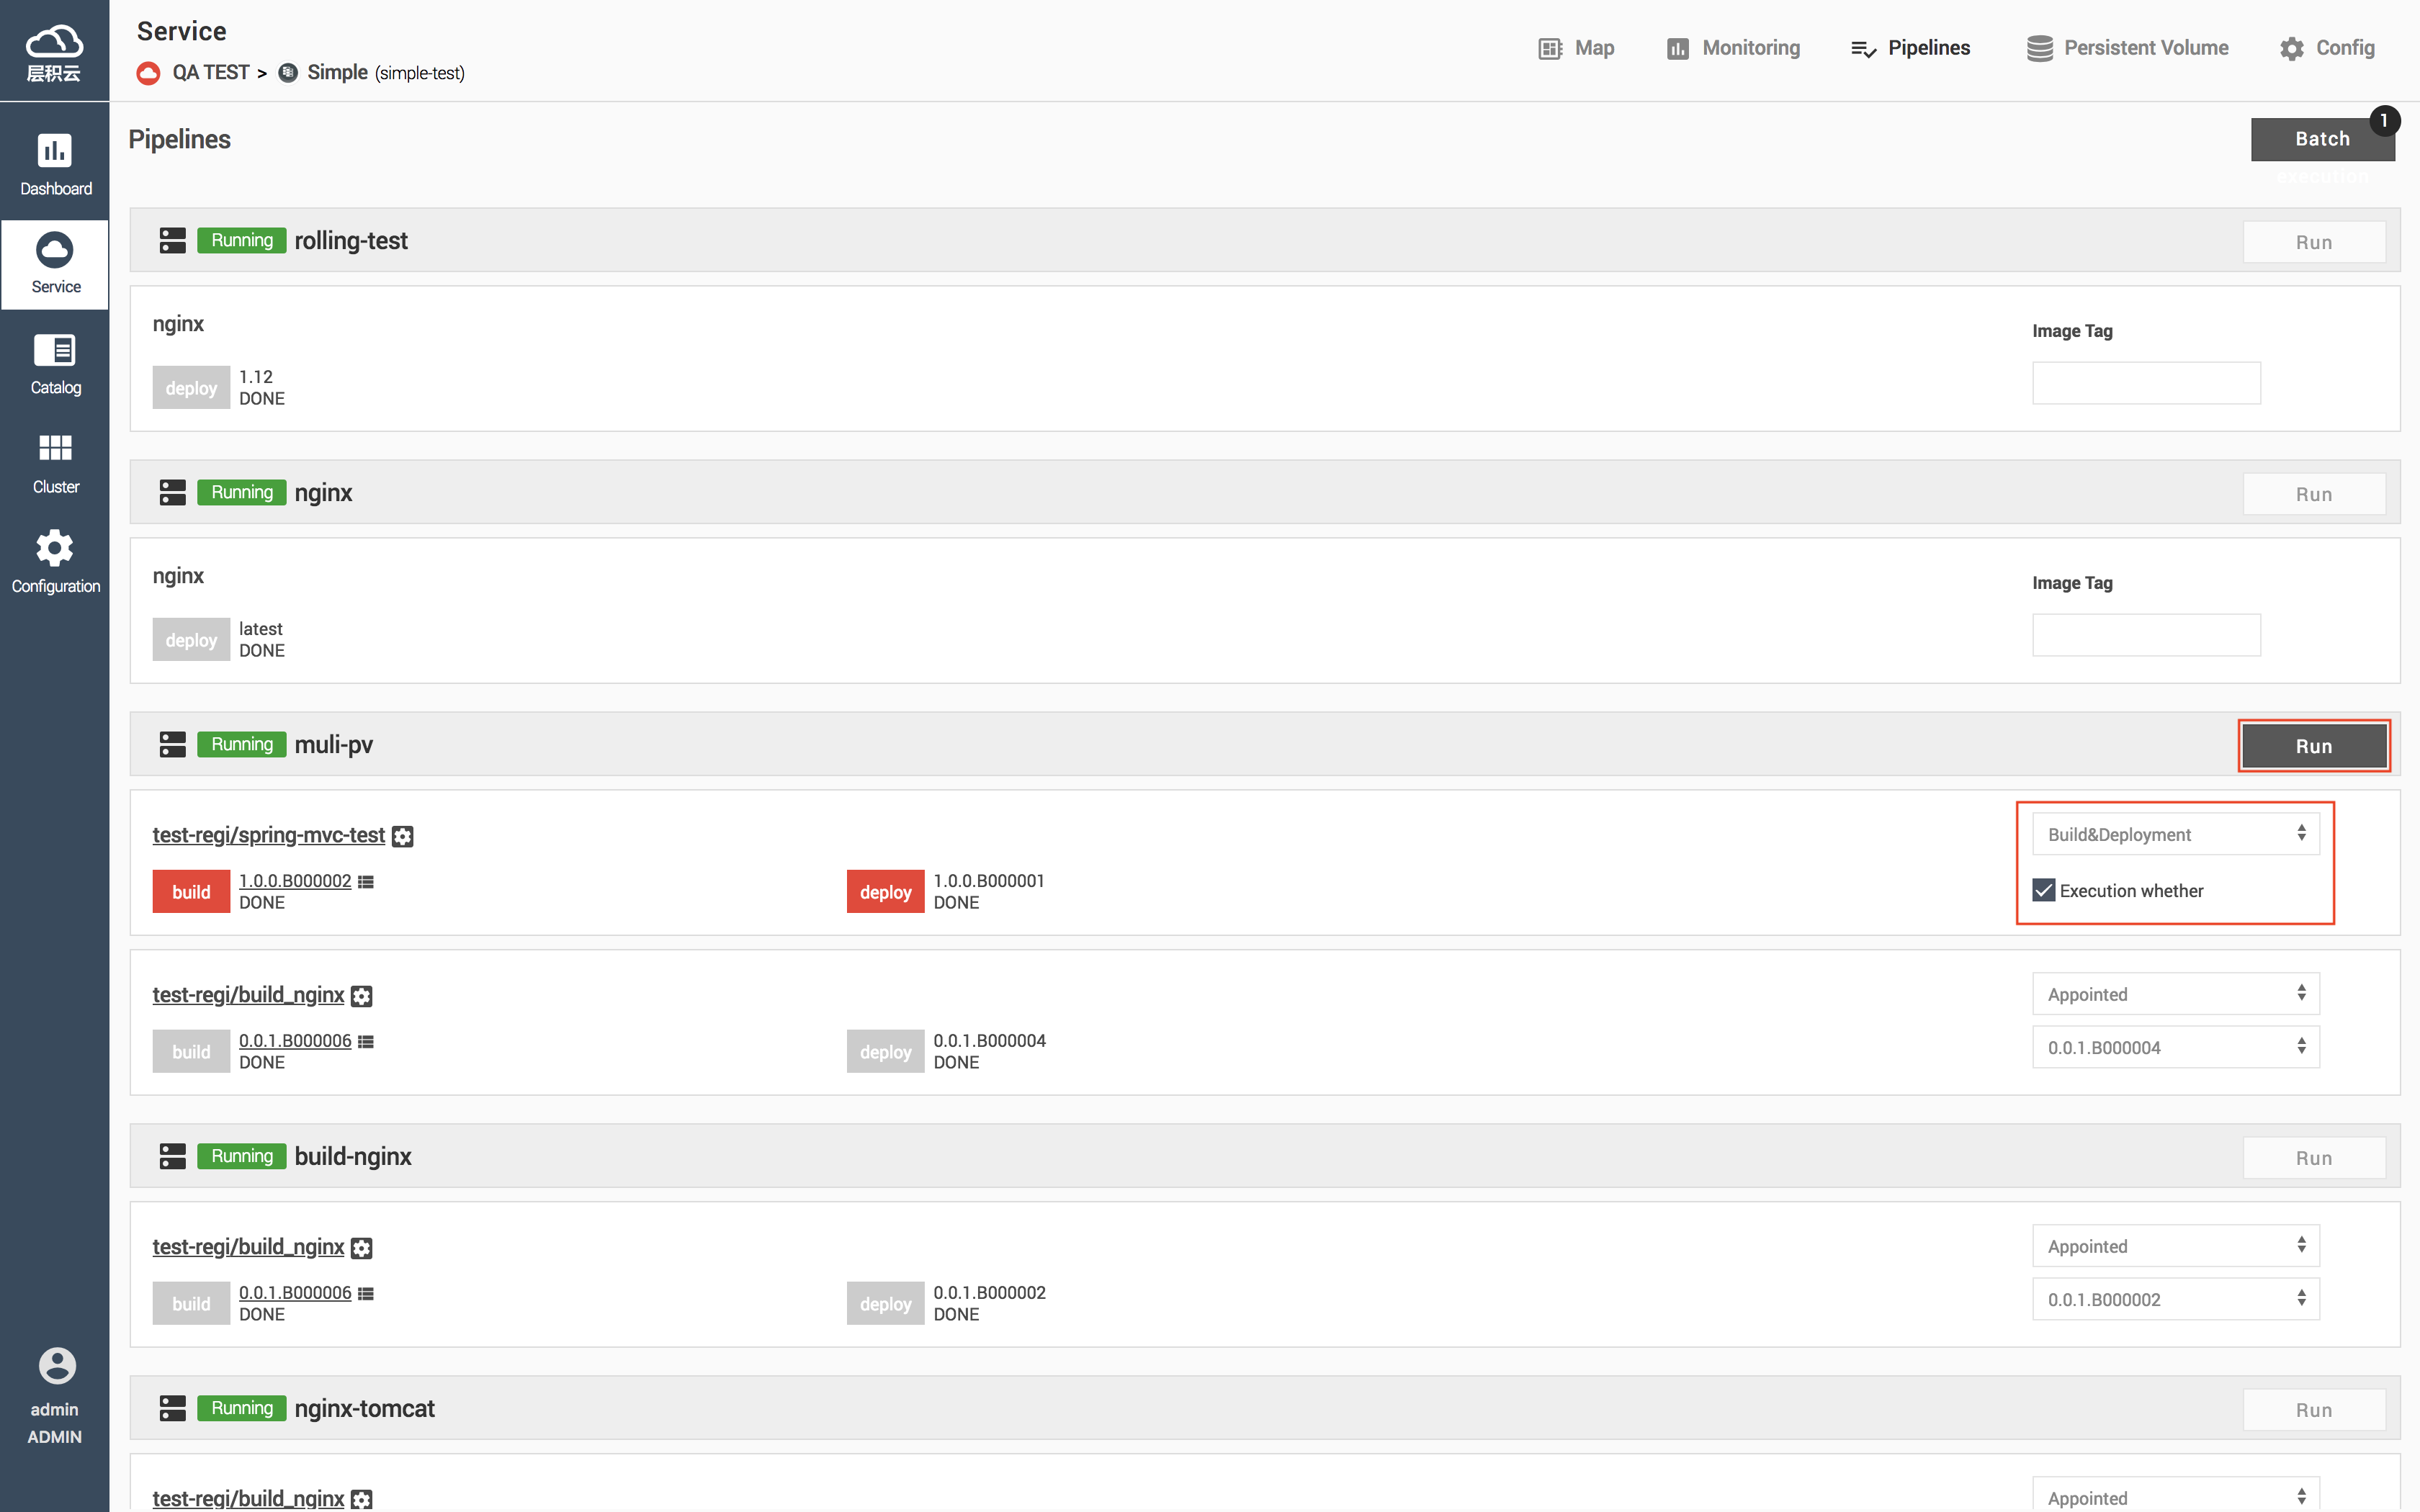 层积云
Service
QA TEST > Simple (simple-test)
Map
Monitoring
Pipelines
Persistent Volume
Config
Dashboard
Service
Catalog
Cluster
Configuration
admin
ADMIN
Pipelines
Batch
execution
1
Running rolling-test
Run
nginx
Image Tag
deploy
1.12
DONE
Running nginx
Run
nginx
Image Tag
deploy
latest
DONE
Running muli-pv
Run
test-regi/spring-mvc-test
Build&Deployment
build
1.0.0.B000002
DONE
deploy
1.0.0.B000001
DONE
Execution whether
test-regi/build_nginx
Appointed
build
0.0.1.B000006
DONE
deploy
0.0.1.B000004
DONE
0.0.1.B000004
Running build-nginx
Run
test-regi/build_nginx
Appointed
build
0.0.1.B000006
DONE
deploy
0.0.1.B000002
DONE
0.0.1.B000002
Running nginx-tomcat
Run
test-regi/build_nginx
Appointed